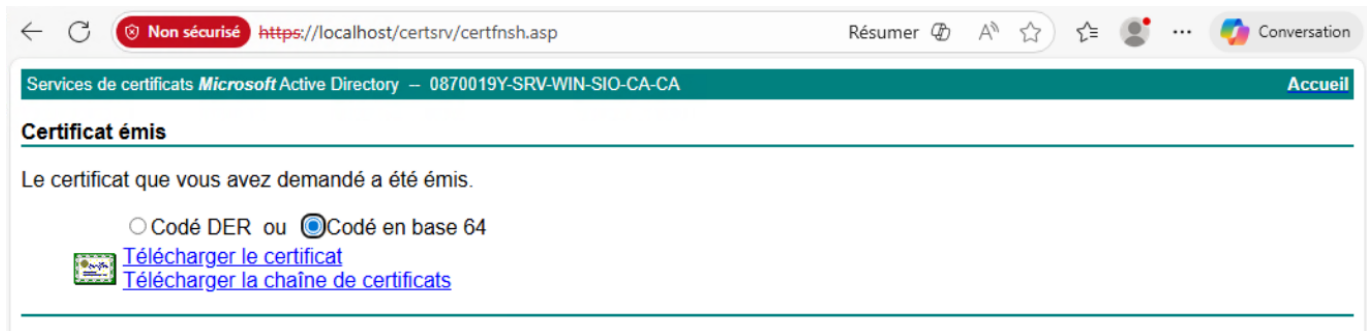 Non sécurisé https://localhost/certsrv/certfnsh.asp Résumer Conversation
Services de certificats Microsoft Active Directory -- 0870019Y-SRV-WIN-SIO-CA-CA Accueil
Certificat émis
Le certificat que vous avez demandé a été émis.
Codé DER ou Codé en base 64
Télécharger le certificat
Télécharger la chaîne de certificats